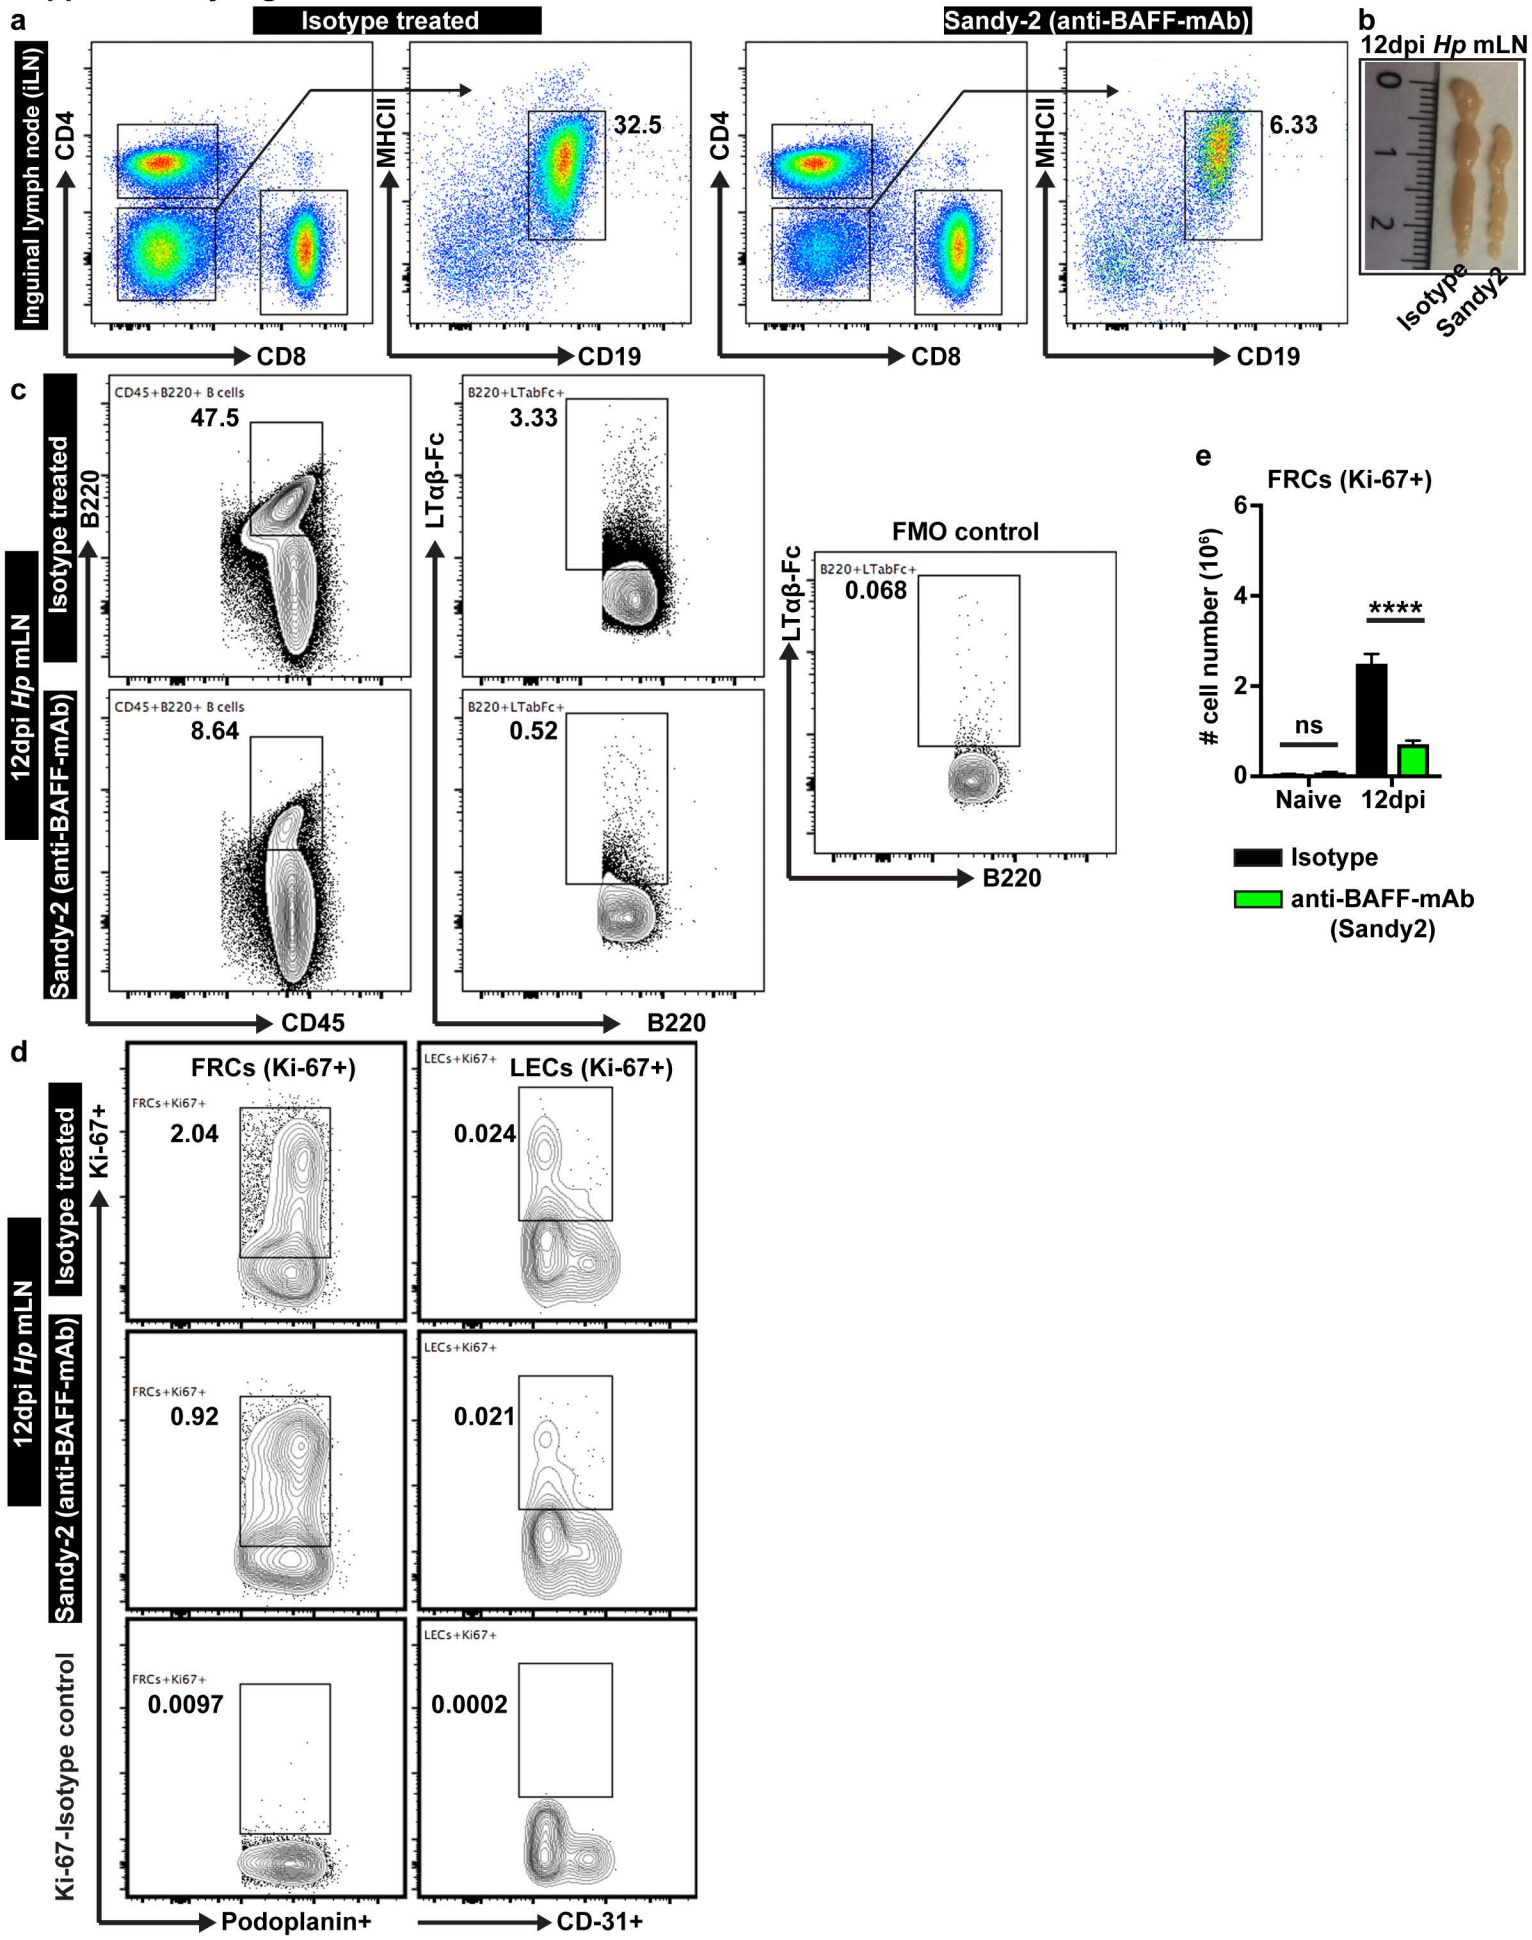 a
Isotype treated
Sandy-2 (anti-BAFF-mAb)
Inguinal lymph node (iLN)
CD4
CD8
MHCII
32.5
CD19
CD4
CD8
MHCII
6.33
CD19
b
12dpi Hp mLN
0
1
2
Isotype
Sandy2
c
12dpi Hp mLN
Isotype treated
Sandy-2 (anti-BAFF-mAb)
B220
CD45+B220+ B cells
47.5
CD45+B220+ B cells
8.64
CD45
LTαβ-Fc
B220+LTabFc+
3.33
B220+LTabFc+
0.52
B220
FMO control
LTαβ-Fc
B220+LTabFc+
0.068
B220
e
FRCs (Ki-67+)
# cell number (10⁶)
6
4
2
0
ns
****
Naive
12dpi
Isotype
anti-BAFF-mAb
(Sandy2)
d
12dpi Hp mLN
Isotype treated
Sandy-2 (anti-BAFF-mAb)
Ki-67-Isotype control
Ki-67+
FRCs (Ki-67+)
FRCs+Ki67+
2.04
LECs+Ki67+
LECs (Ki-67+)
0.024
FRCs+Ki67+
0.92
LECs+Ki67+
0.021
FRCs+Ki67+
0.0097
LECs+Ki67+
0.0002
Podoplanin+
CD-31+